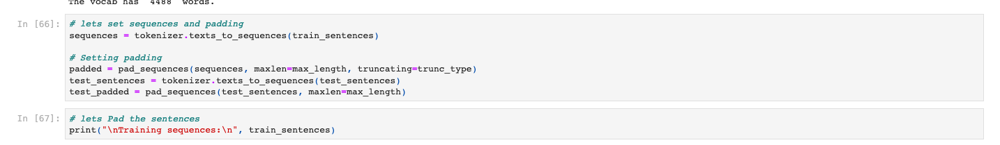 The vocab has  4488  words.
In [66]:
# lets set sequences and padding
sequences = tokenizer.texts_to_sequences(train_sentences)
# Setting padding
padded = pad_sequences(sequences, maxlen=max_length, truncating=trunc_type)
test_sentences = tokenizer.texts_to_sequences(test_sentences)
test_padded = pad_sequences(test_sentences, maxlen=max_length)
In [67]:
# lets Pad the sentences
print("\nTraining sequences:\n", train_sentences)